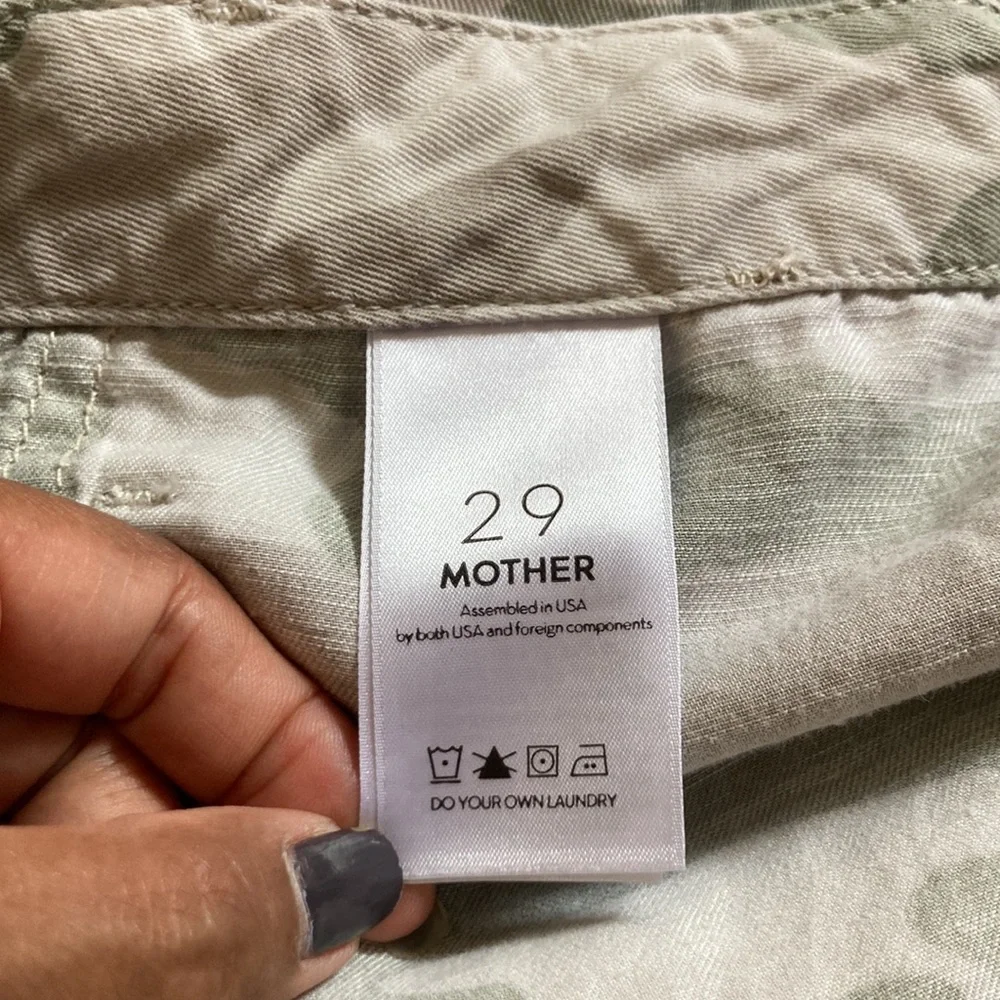 29
MOTHER
Assembled in USA
by both USA and foreign components
DO YOUR OWN LAUNDRY